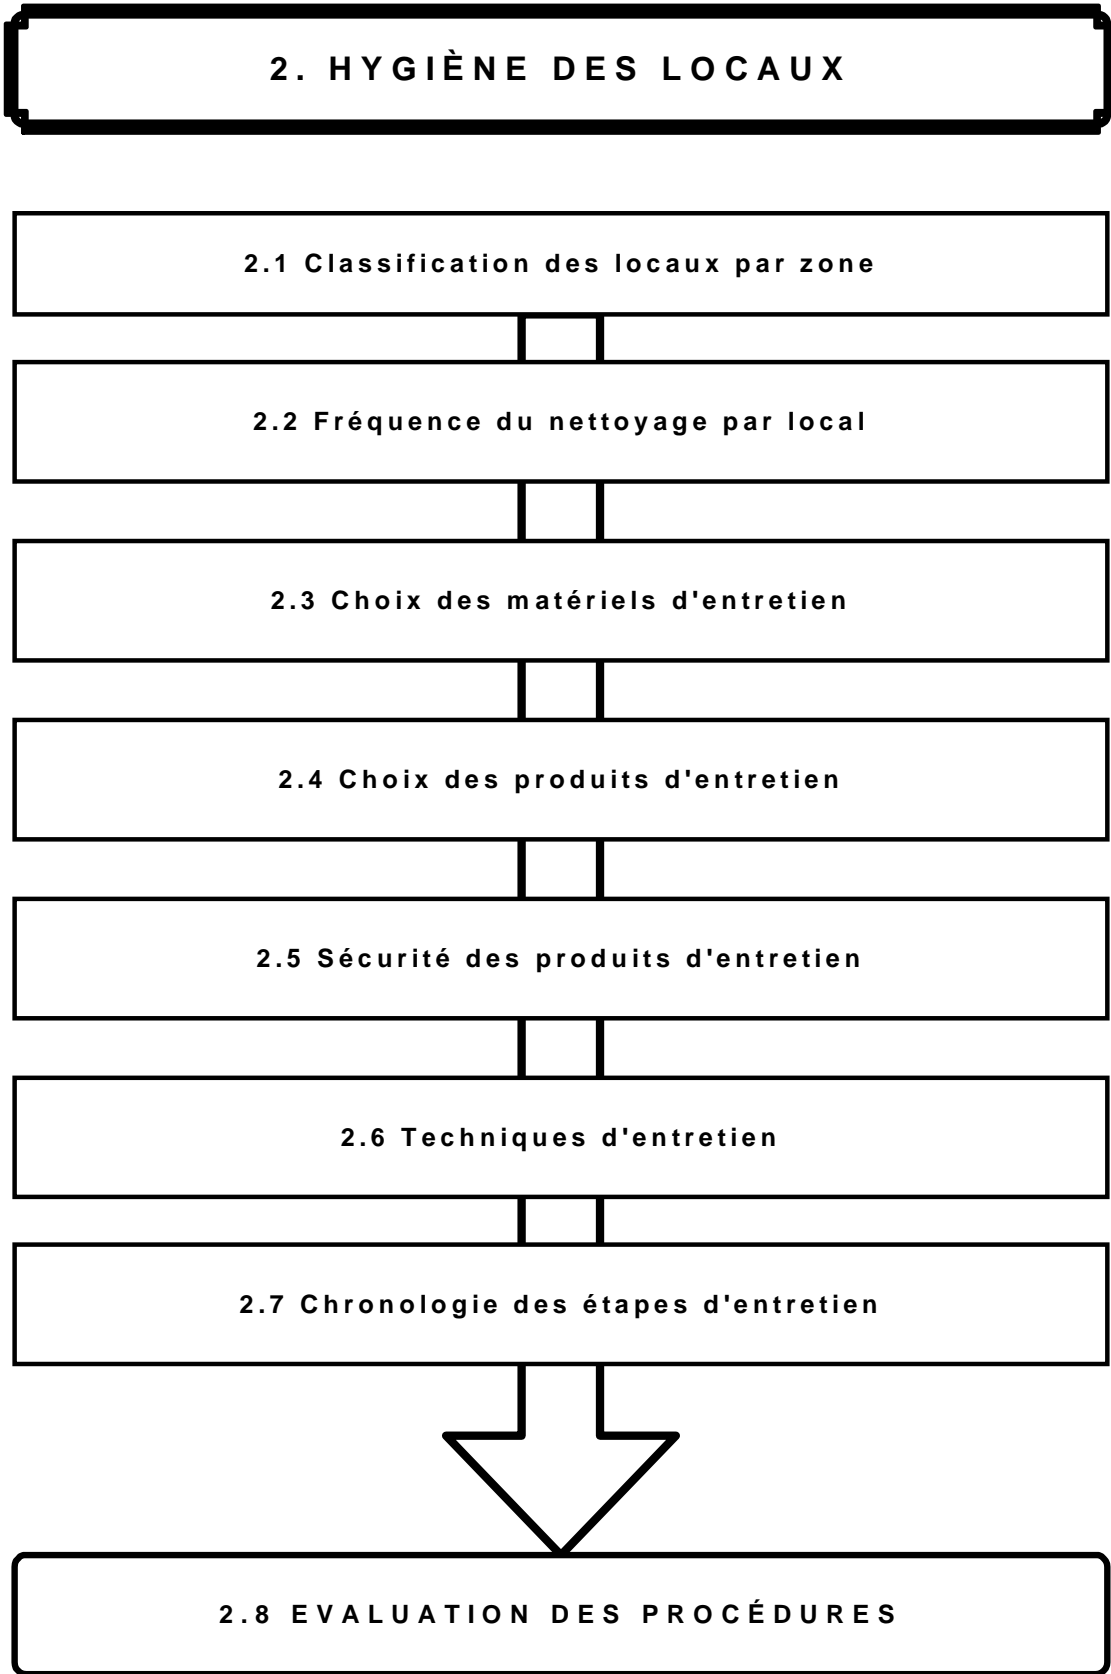 2. HYGIÈNE DES LOCAUX
2.1 Classification des locaux par zone
2.2 Fréquence du nettoyage par local
2.3 Choix des matériels d'entretien
2.4 Choix des produits d'entretien
2.5 Sécurité des produits d'entretien
2.6 Techniques d'entretien
2.7 Chronologie des étapes d'entretien
2.8 EVALUATION DES PROCÉDURES